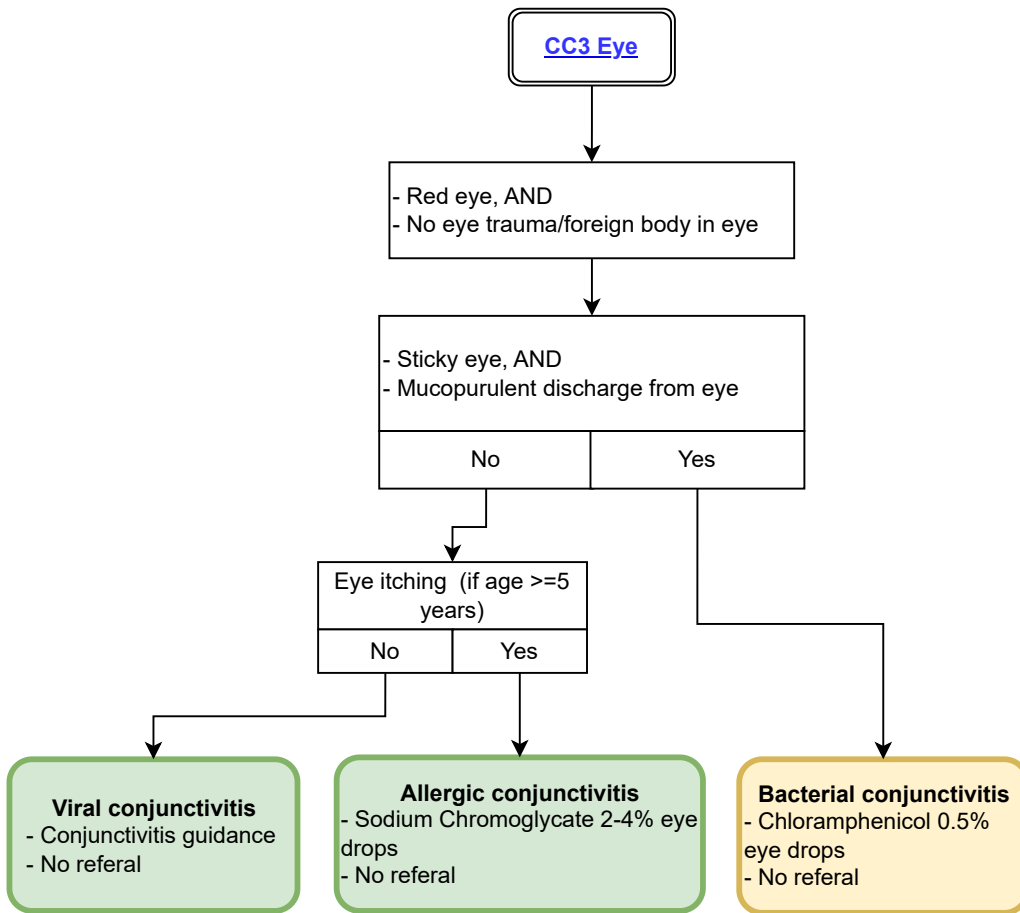 CC3 Eye
- Red eye, AND
- No eye trauma/foreign body in eye
- Sticky eye, AND
- Mucopurulent discharge from eye
No
Yes
Eye itching (if age >=5
years)
No
Yes
Viral conjunctivitis
- Conjunctivitis guidance
- No referal
Allergic conjunctivitis
- Sodium Chromoglycate 2-4% eye
drops
- No referal
Bacterial conjunctivitis
- Chloramphenicol 0.5%
eye drops
- No referal